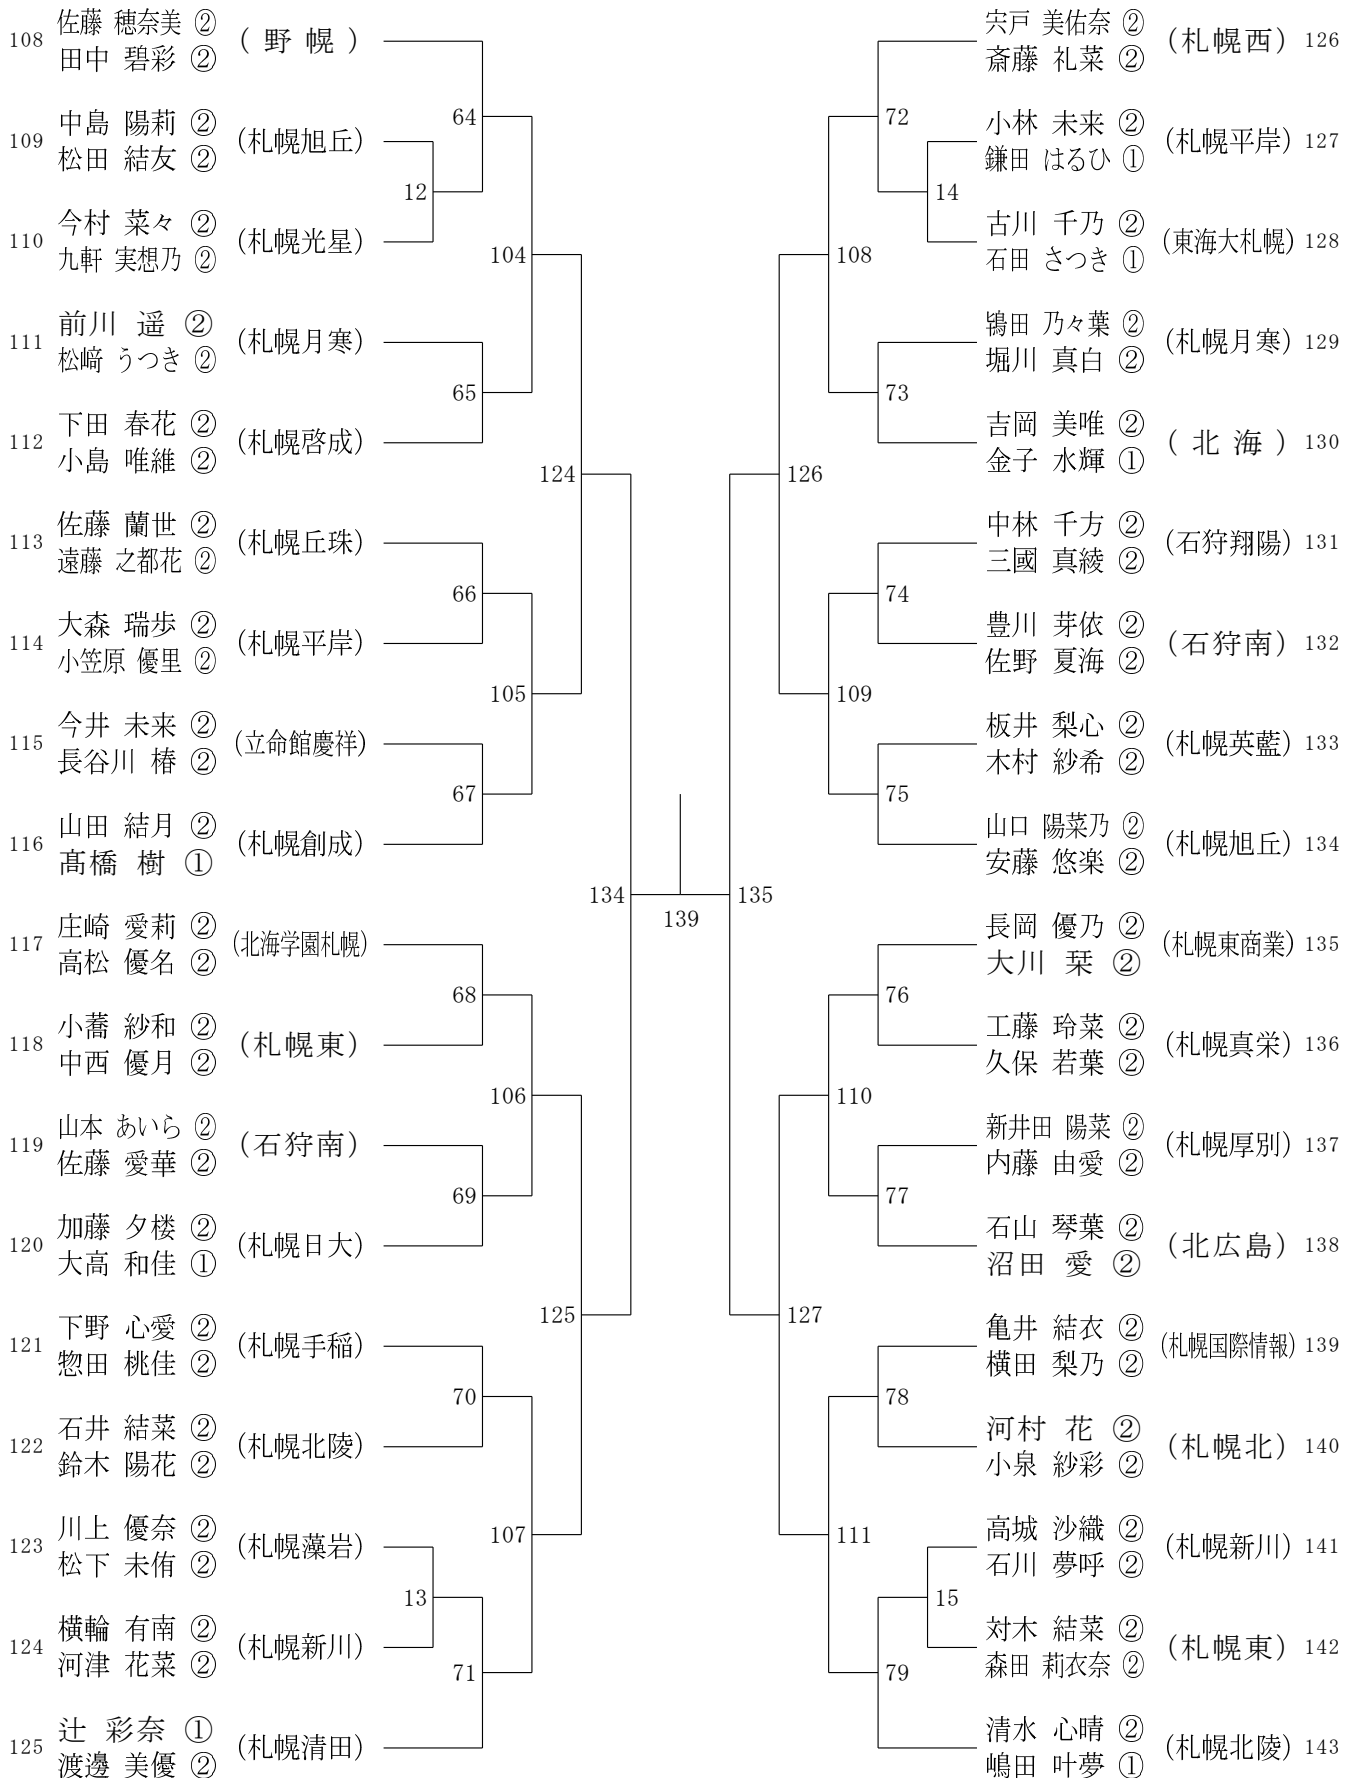 佐藤 穂奈美 ②
108 (野幌)
田中 碧彩 ②
64
中島 陽莉 ②
109 (札幌旭丘)
松田 結友 ②
12
今村 菜々 ②
110 (札幌光星)
九軒 実想乃 ②
104
前川 遥 ②
111 (札幌月寒)
松﨑 うつき ②
65
下田 春花 ②
112 (札幌啓成)
小島 唯維 ②
124
佐藤 蘭世 ②
113 (札幌丘珠)
遠藤 之都花 ②
66
大森 瑞歩 ②
114 (札幌平岸)
小笠原 優里 ②
105
今井 未来 ②
115 (立命館慶祥)
長谷川 椿 ②
67
山田 結月 ②
116 (札幌創成)
髙橋 樹 ①
134
庄崎 愛莉 ②
117 (北海学園札幌)
高松 優名 ②
68
小蕎 紗和 ②
118 (札幌東)
中西 優月 ②
106
山本 あいら ②
119 (石狩南)
佐藤 愛華 ②
69
加藤 夕楼 ②
120 (札幌日大)
大高 和佳 ①
125
下野 心愛 ②
121 (札幌手稲)
惣田 桃佳 ②
70
石井 結菜 ②
122 (札幌北陵)
鈴木 陽花 ②
107
川上 優奈 ②
123 (札幌藻岩)
松下 未侑 ②
13
横輪 有南 ②
124 (札幌新川)
河津 花菜 ②
71
辻 彩奈 ①
125 (札幌清田)
渡邊 美優 ②
139
宍戸 美佑奈 ②
(札幌西) 126
斎藤 礼菜 ②
72
小林 未来 ②
(札幌平岸) 127
鎌田 はるひ ①
14
古川 千乃 ②
(東海大札幌) 128
石田 さつき ①
108
鴇田 乃々葉 ②
(札幌月寒) 129
堀川 真白 ②
73
吉岡 美唯 ②
(北海) 130
金子 水輝 ①
126
中林 千方 ②
(石狩翔陽) 131
三國 真綾 ②
74
豊川 芽依 ②
(石狩南) 132
佐野 夏海 ②
109
板井 梨心 ②
(札幌英藍) 133
木村 紗希 ②
75
山口 陽菜乃 ②
(札幌旭丘) 134
安藤 悠楽 ②
135
長岡 優乃 ②
(札幌東商業) 135
大川 栞 ②
76
工藤 玲菜 ②
(札幌真栄) 136
久保 若葉 ②
110
新井田 陽菜 ②
(札幌厚別) 137
内藤 由愛 ②
77
石山 琴葉 ②
(北広島) 138
沼田 愛 ②
127
亀井 結衣 ②
(札幌国際情報) 139
横田 梨乃 ②
78
河村 花 ②
(札幌北) 140
小泉 紗彩 ②
111
高城 沙織 ②
(札幌新川) 141
石川 夢呼 ②
15
対木 結菜 ②
(札幌東) 142
森田 莉衣奈 ②
79
清水 心晴 ②
(札幌北陵) 143
嶋田 叶夢 ①